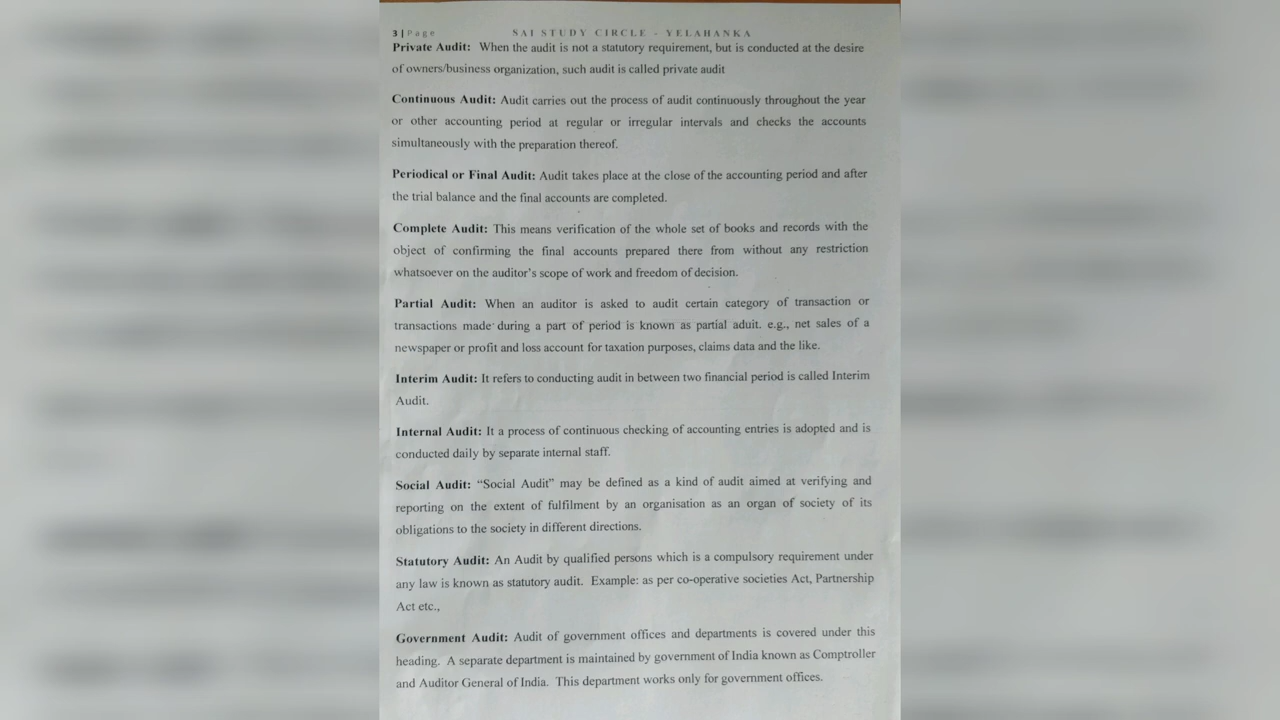 3 | Page SAI STUDY CIRCLE - YELAHANKA
Private Audit: When the audit is not a statutory requirement, but is conducted at the desire
of owners/business organization, such audit is called private audit
Continuous Audit: Audit carries out the process of audit continuously throughout the year
or other accounting period at regular or irregular intervals and checks the accounts
simultaneously with the preparation thereof.
Periodical or Final Audit: Audit takes place at the close of the accounting period and after
the trial balance and the final accounts are completed.
Complete Audit: This means verification of the whole set of books and records with the
object of confirming the final accounts prepared there from without any restriction
whatsoever on the auditor's scope of work and freedom of decision.
Partial Audit: When an auditor is asked to audit certain category of transaction or
transactions made during a part of period is known as partial aduit. e.g., net sales of a
newspaper or profit and loss account for taxation purposes, claims data and the like.
Interim Audit: It refers to conducting audit in between two financial period is called Interim
Audit.
Internal Audit: It a process of continuous checking of accounting entries is adopted and is
conducted daily by separate internal staff.
Social Audit: “Social Audit” may be defined as a kind of audit aimed at verifying and
reporting on the extent of fulfilment by an organisation as an organ of society of its
obligations to the society in different directions.
Statutory Audit: An Audit by qualified persons which is a compulsory requirement under
any law is known as statutory audit. Example: as per co-operative societies Act, Partnership
Act etc.,
Government Audit: Audit of government offices and departments is covered under this
heading. A separate department is maintained by government of India known as Comptroller
and Auditor General of India. This department works only for government offices.